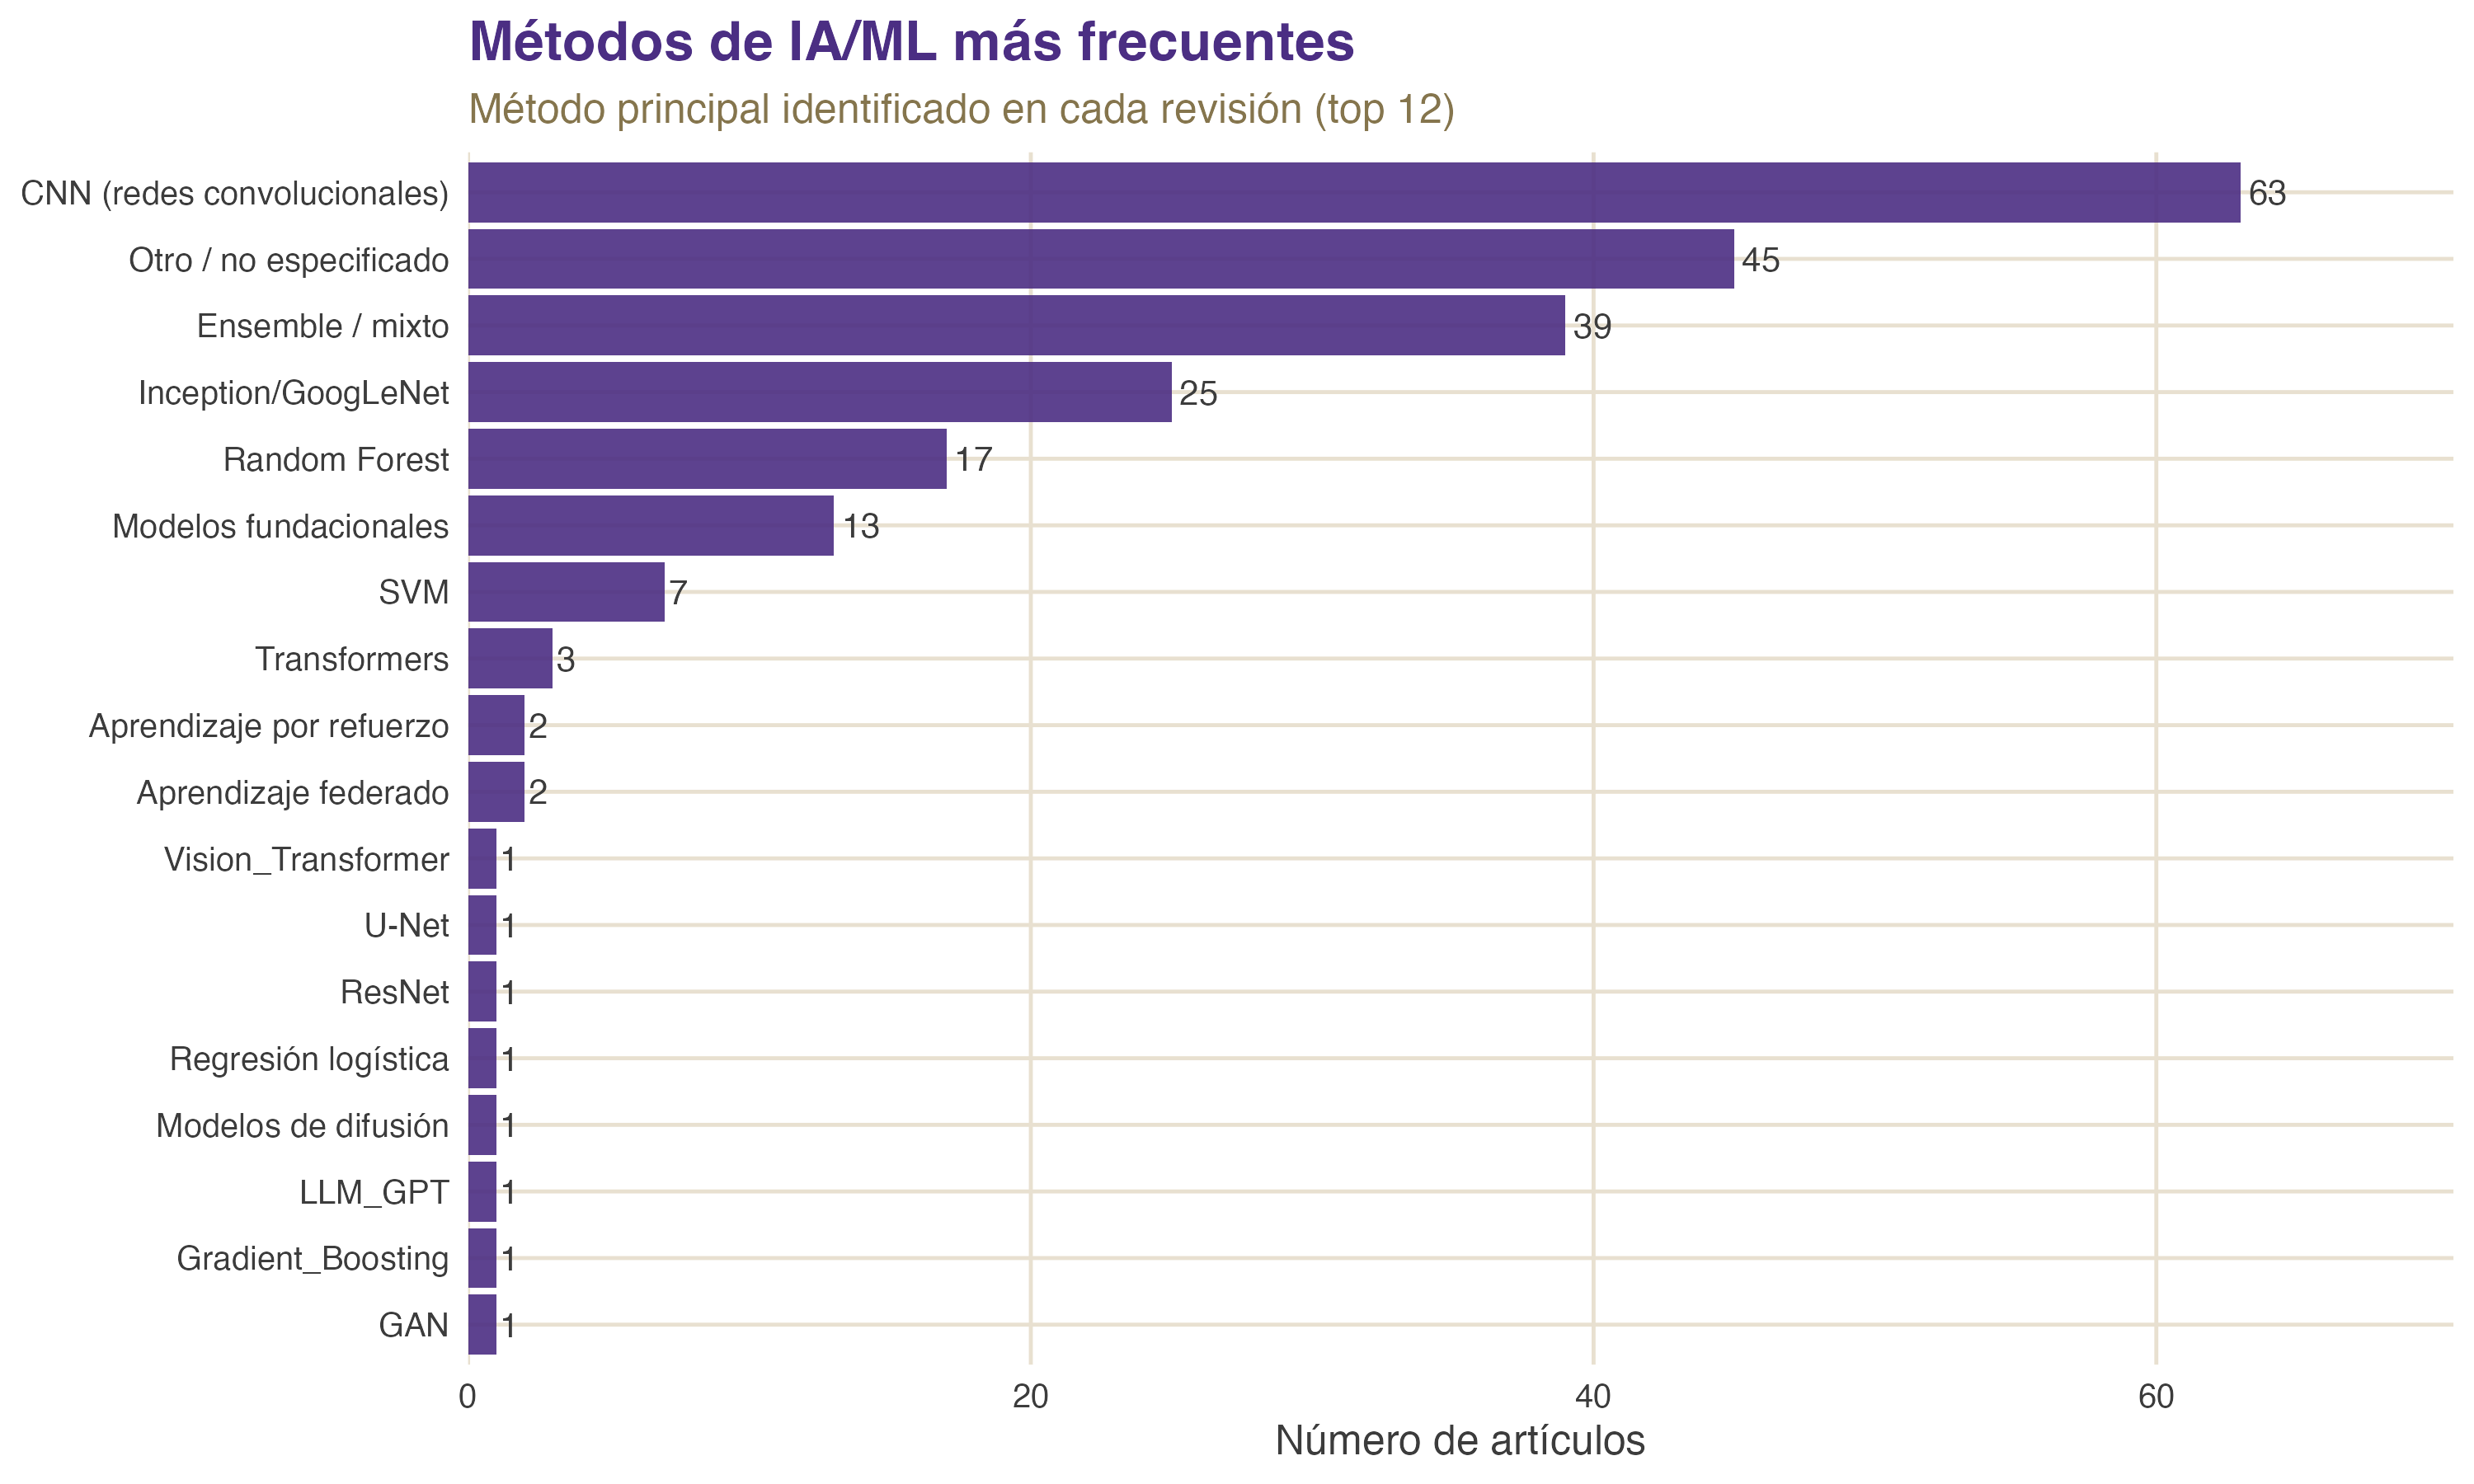 Métodos de IA/ML más frecuentes
Método principal identificado en cada revisión (top 12)
CNN (redes convolucionales) 63
Otro / no especificado 45
Ensemble / mixto 39
Inception/GoogLeNet 25
Random Forest 17
Modelos fundacionales 13
SVM 7
Transformers 3
Aprendizaje por refuerzo 2
Aprendizaje federado 2
Vision_Transformer 1
U-Net 1
ResNet 1
Regresión logística 1
Modelos de difusión 1
LLM_GPT 1
Gradient_Boosting 1
GAN 1
0 20 40 60
Número de artículos